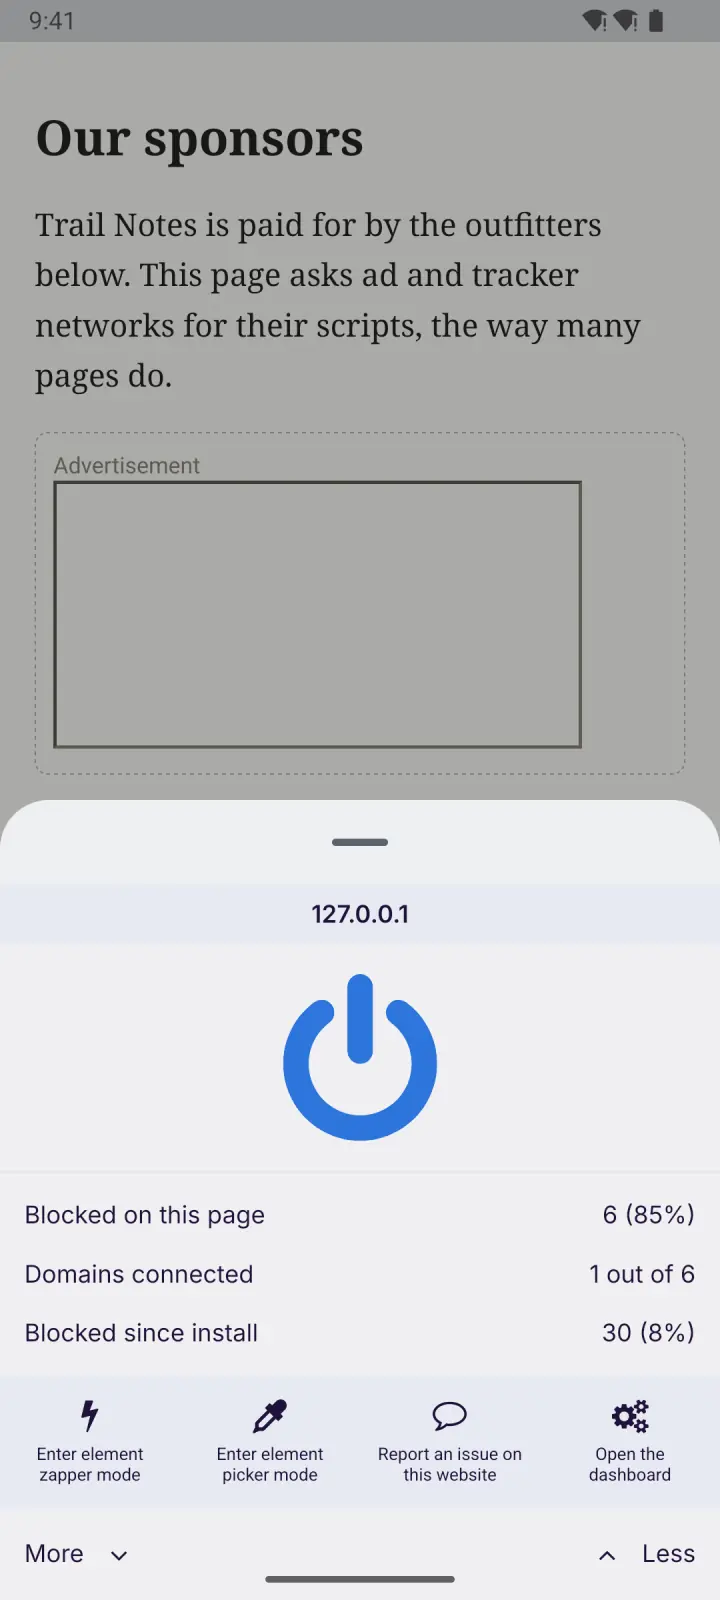 9:41
Our sponsors
Trail Notes is paid for by the outfitters
below. This page asks ad and tracker
networks for their scripts, the way many
pages do.
Advertisement
127.0.0.1
Blocked on this page 6 (85%)
Domains connected 1 out of 6
Blocked since install 30 (8%)
Enter element
zapper mode
Enter element
picker mode
Report an issue on
this website
Open the
dashboard
More
Less